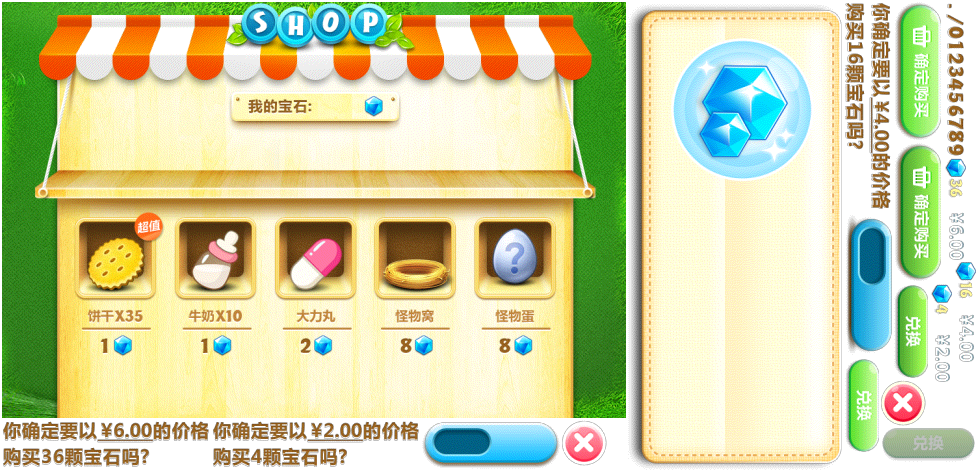 SHOP
我的宝石:
超值
饼干X35
牛奶X10
大力丸
怪物窝
怪物蛋
1
1
2
8
8
你确定要以¥6.00的价格
购买36颗宝石吗?
你确定要以¥2.00的价格
购买4颗宝石吗?
你确定要以¥4.00的价格
购买16颗宝石吗?
确定购买
确定购买
兑换
兑换
兑换
./0123456789
36 ¥6.00
16 ¥4.00
4 ¥2.00